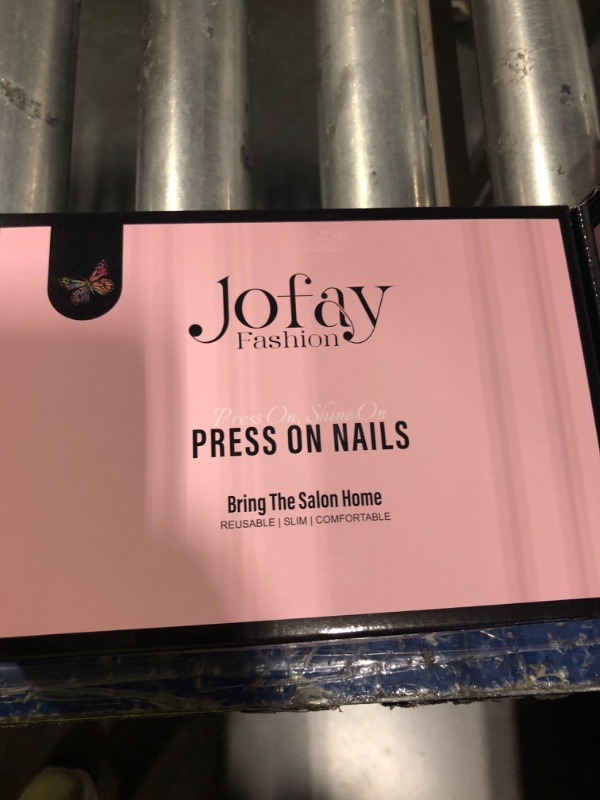 Jofay
Fashion
Press On, Shine On
PRESS ON NAILS
Bring The Salon Home
REUSABLE | SLIM | COMFORTABLE